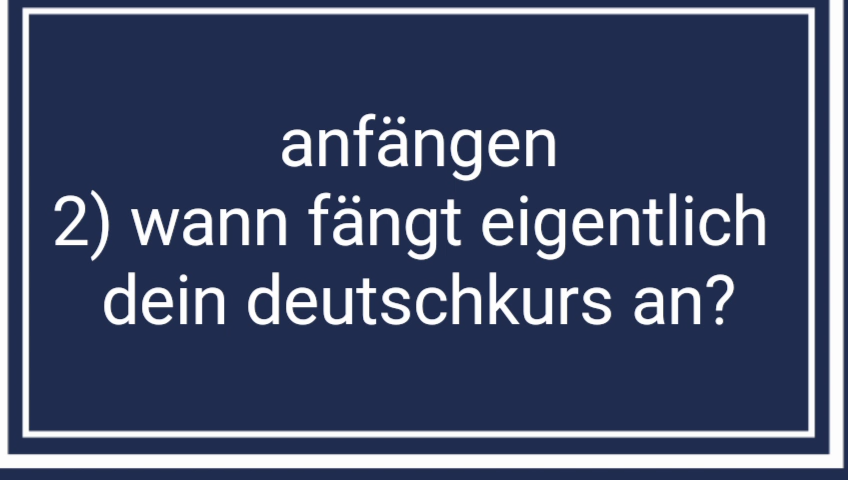 anfängen
2) wann fängt eigentlich
dein deutschkurs an?